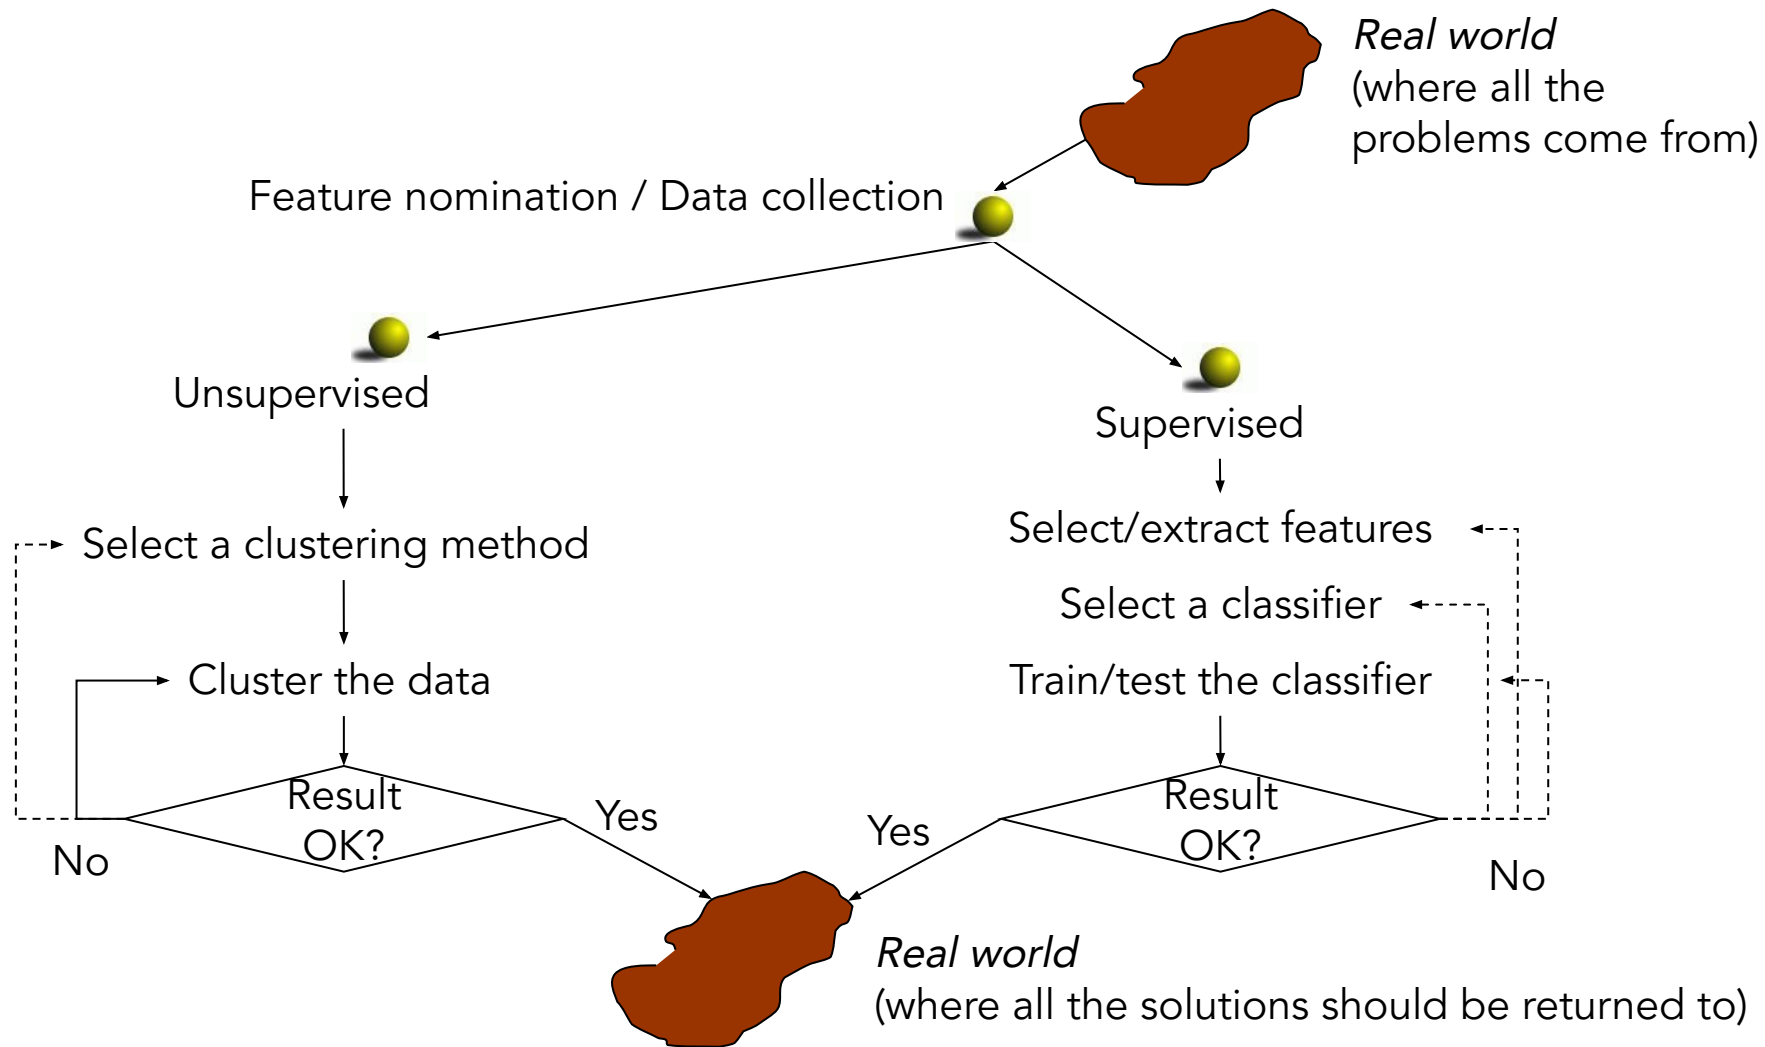 Real world
(where all the
problems come from)
Feature nomination / Data collection
Unsupervised
Supervised
Select a clustering method
Select/extract features
Select a classifier
Cluster the data
Train/test the classifier
Result
OK?
Yes
No
Result
OK?
Yes
No
Real world
(where all the solutions should be returned to)